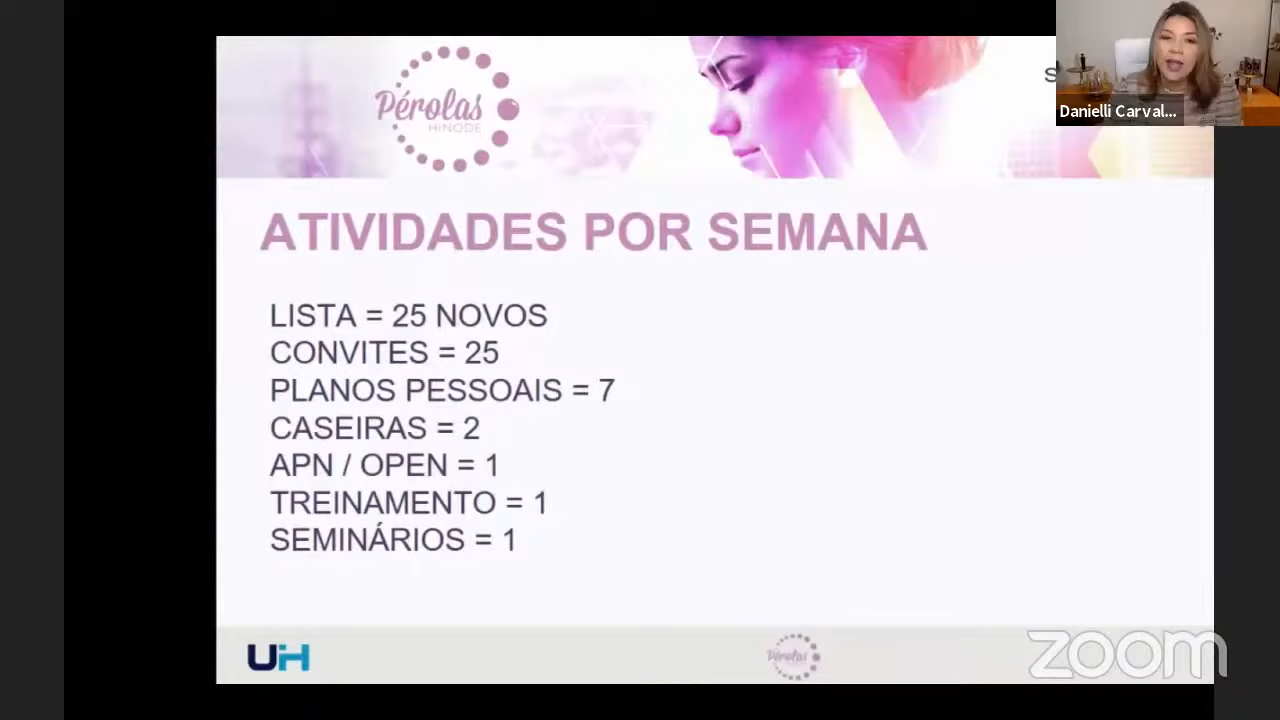 Pérolas
HINODE
S
Danielli Carval...
ATIVIDADES POR SEMANA
LISTA = 25 NOVOS
CONVITES = 25
PLANOS PESSOAIS = 7
CASEIRAS = 2
APN / OPEN = 1
TREINAMENTO = 1
SEMINÁRIOS = 1
UH
Pérolas
zoom